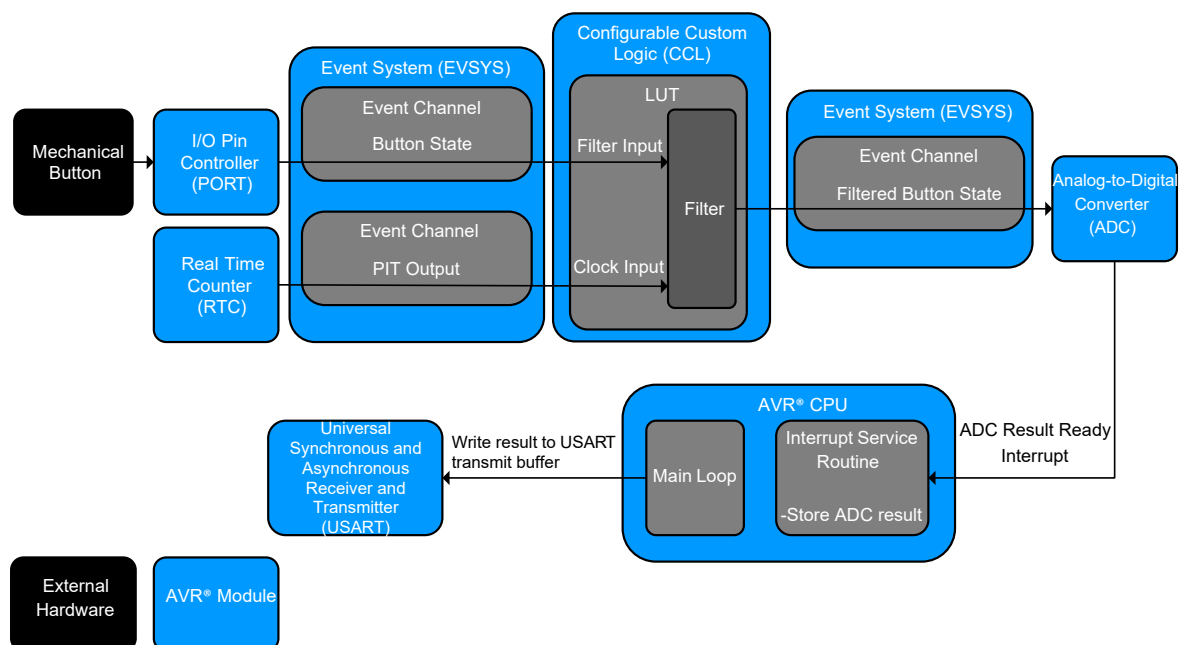 Configurable Custom
Logic (CCL)
Event System (EVSYS)
LUT
Event Channel
Button State
Event System (EVSYS)
Mechanical
Button
I/O Pin
Controller
(PORT)
Filter Input
Event Channel
Filtered Button State
Analog-to-Digital
Converter
(ADC)
Filter
Event Channel
PIT Output
Real Time
Counter
(RTC)
Clock Input
AVR® CPU
Universal
Synchronous and
Asynchronous
Receiver and
Transmitter
(USART)
Write result to USART
transmit buffer
Main Loop
Interrupt Service
Routine
-Store ADC result
ADC Result Ready
Interrupt
External
Hardware
AVR® Module